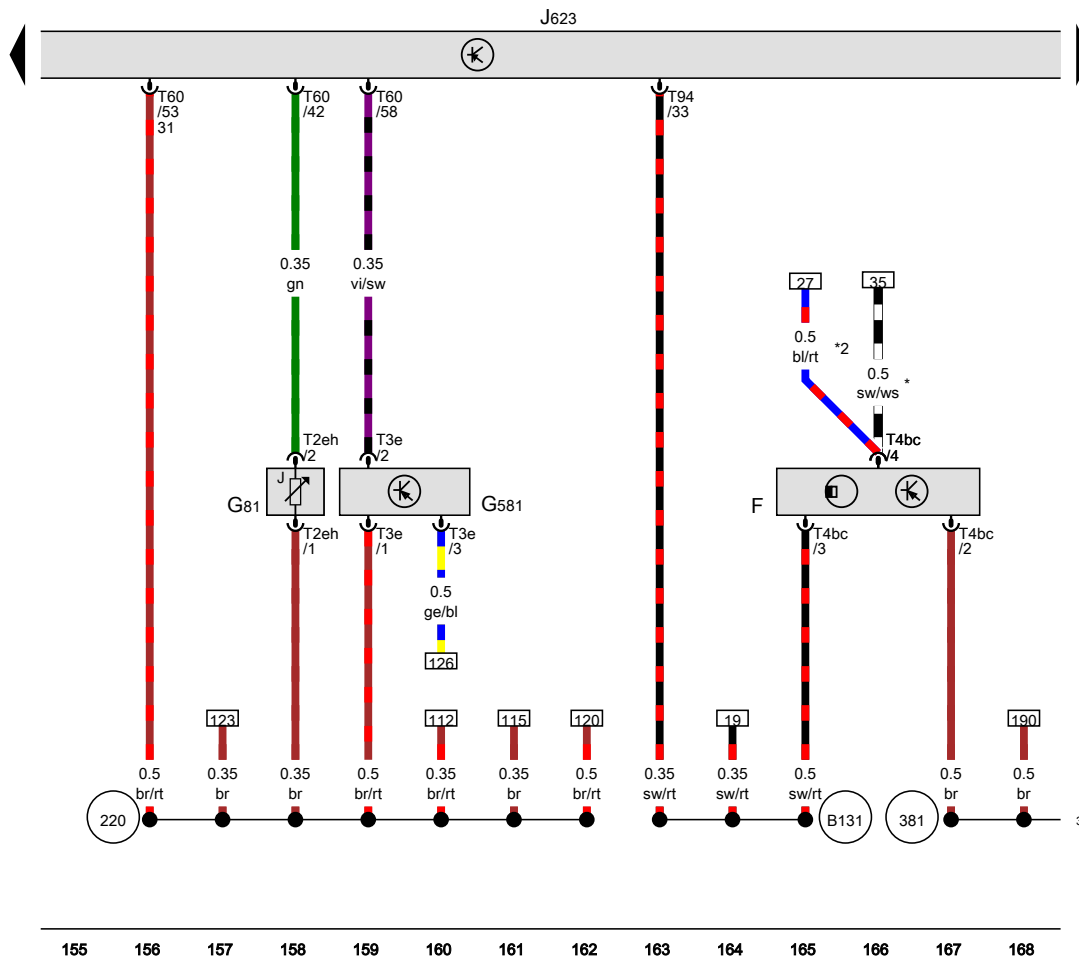 J623
T60
/53
31
T60
/42
T60
/58
T94
/33
0.35
gn
0.35
vi/sw
27
35
0.5
bl/rt
*2
0.5
sw/ws
*
T2eh
/2
T3e
/2
T4bc
/4
J
G81
G581
F
T2eh
/1
T3e
/1
T3e
/3
T4bc
/3
T4bc
/2
0.5
ge/bl
126
123
112
115
120
19
190
0.5
br/rt
0.35
br
0.35
br
0.5
br/rt
0.35
br/rt
0.35
br
0.5
br/rt
0.35
sw/rt
0.35
sw/rt
0.5
sw/rt
0.5
br
0.5
br
220
B131
381
155 156 157 158 159 160 161 162 163 164 165 166 167 168